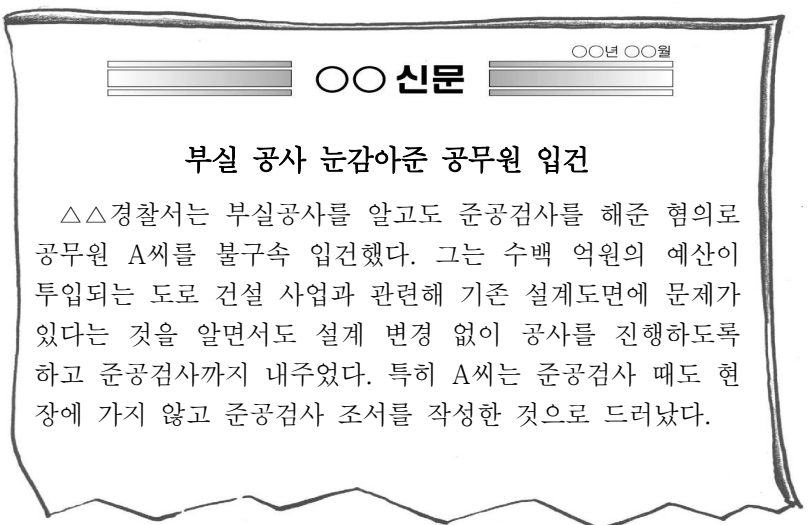 ○○년 ○○월
○○ 신문
부실 공사 눈감아준 공무원 입건
△△경찰서는 부실공사를 알고도 준공검사를 해준 혐의로
공무원 A씨를 불구속 입건했다. 그는 수백 억원의 예산이
투입되는 도로 건설 사업과 관련해 기존 설계도면에 문제가
있다는 것을 알면서도 설계 변경 없이 공사를 진행하도록
하고 준공검사까지 내주었다. 특히 A씨는 준공검사 때도 현
장에 가지 않고 준공검사 조서를 작성한 것으로 드러났다.